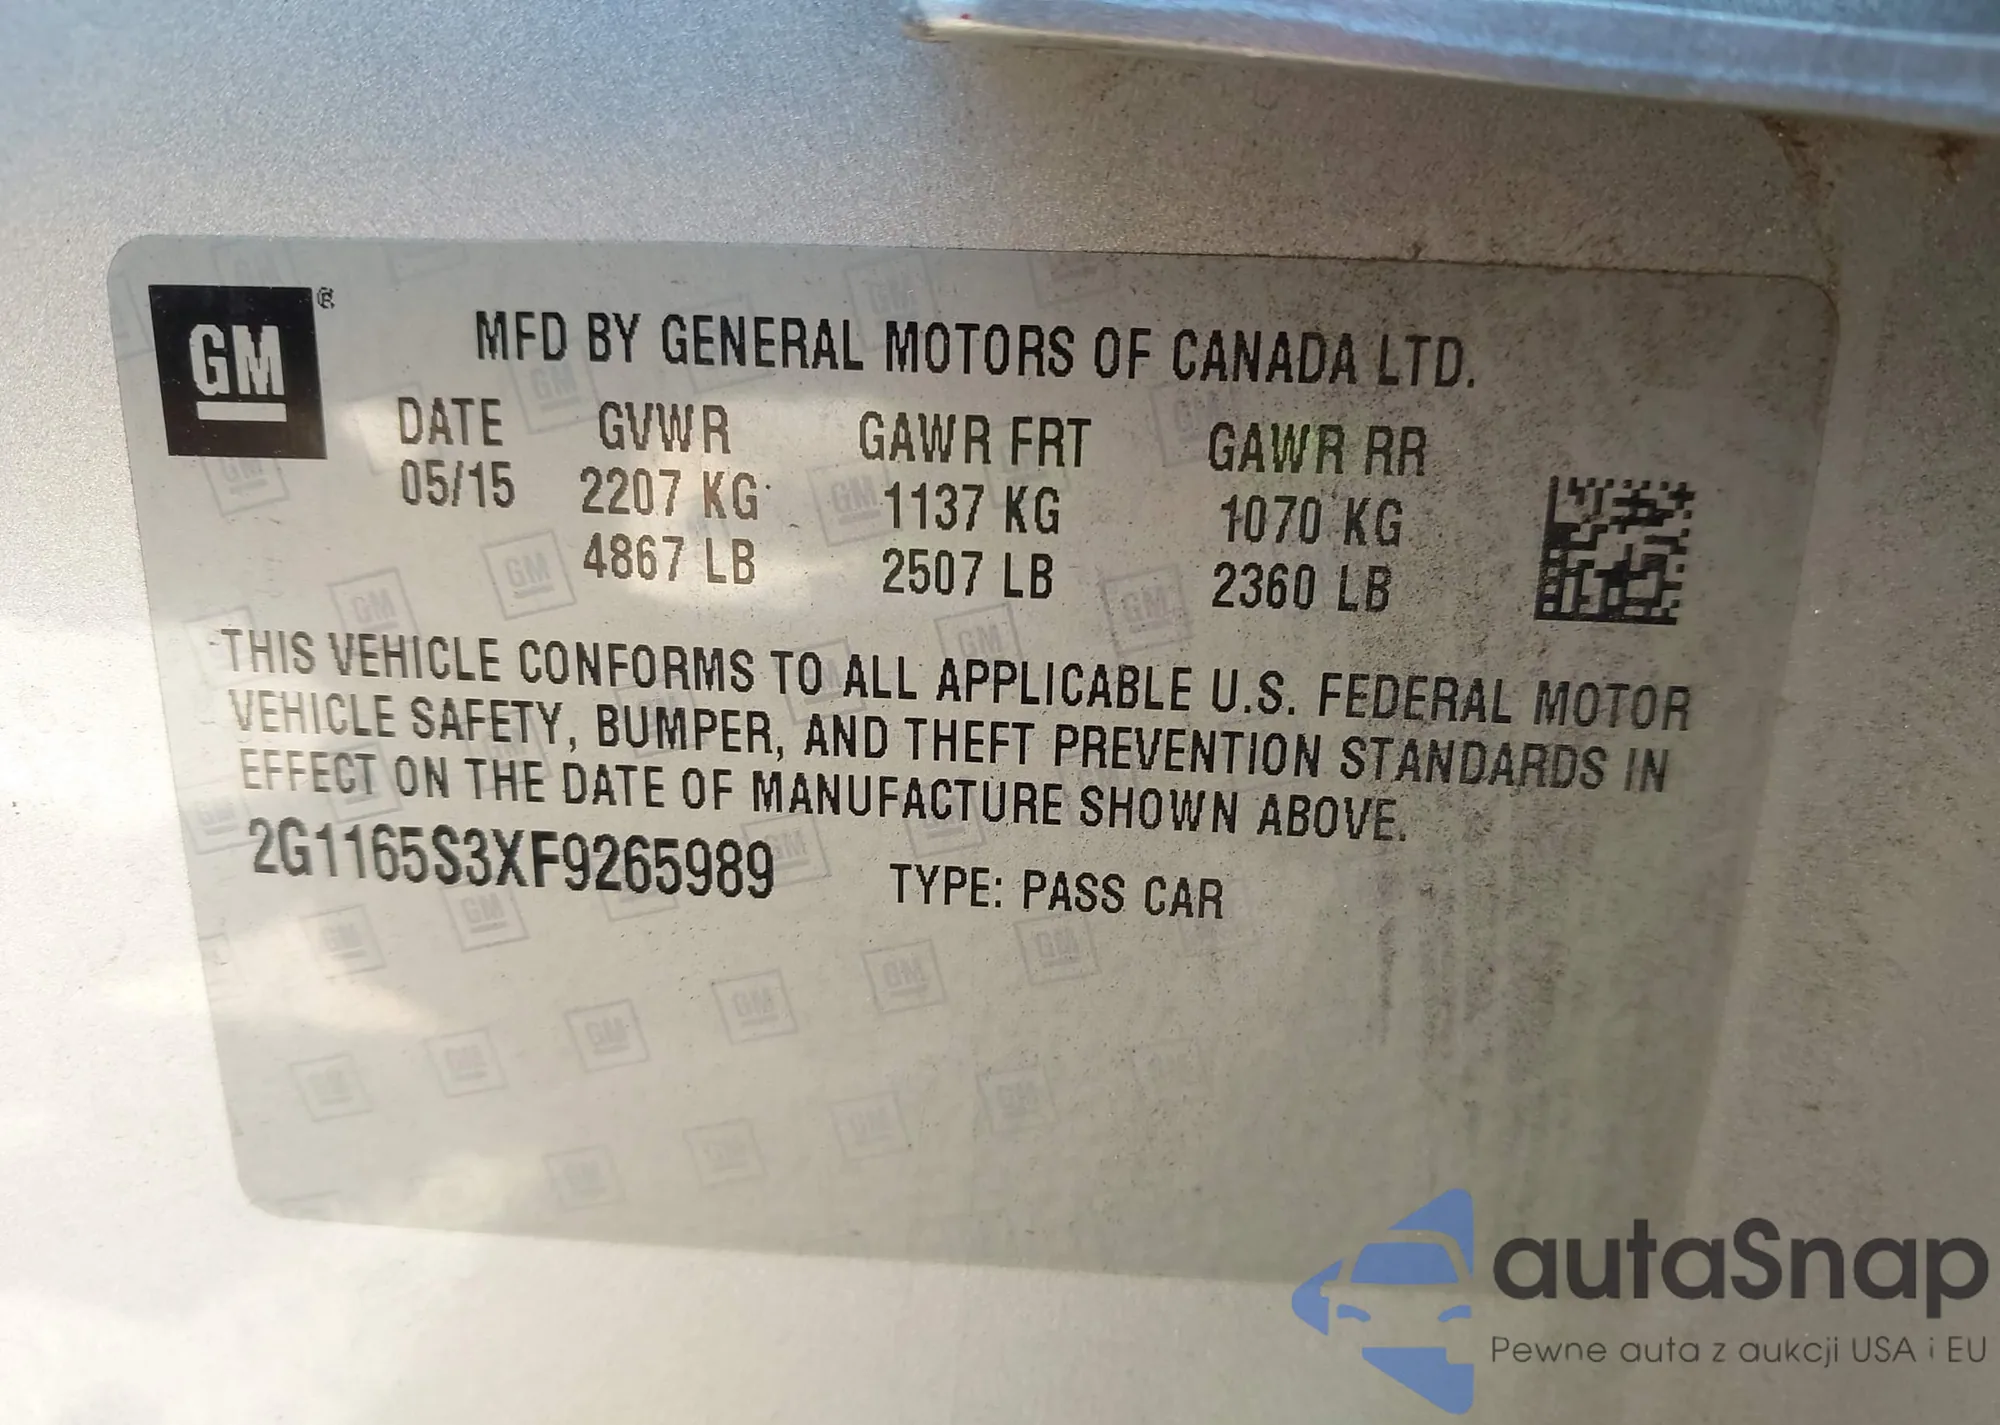 GM®
MFD BY GENERAL MOTORS OF CANADA LTD.
DATE GVWR GAWR FRT GAWR RR
05/15 2207 KG 1137 KG 1070 KG
4867 LB 2507 LB 2360 LB
THIS VEHICLE CONFORMS TO ALL APPLICABLE U.S. FEDERAL MOTOR
VEHICLE SAFETY, BUMPER, AND THEFT PREVENTION STANDARDS IN
EFFECT ON THE DATE OF MANUFACTURE SHOWN ABOVE.
2G1165S3XF9265989 TYPE: PASS CAR
autaSnap
Pewne auta z aukcji USA i EU